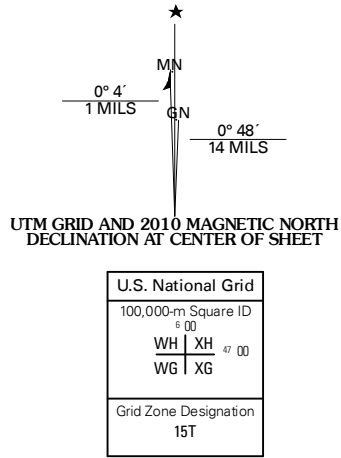 MN
0° 4´
1 MILS
GN
0° 48´
14 MILS
UTM GRID AND 2010 MAGNETIC NORTH
DECLINATION AT CENTER OF SHEET
U.S. National Grid
100,000-m Square ID
6 00
WH XH 47 00
WG XG
Grid Zone Designation
15T